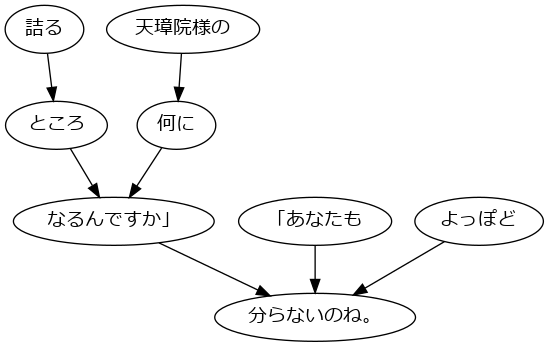 詰る
天璋院様の
ところ
何に
なるんですか」
「あなたも
よっぽど
分らないのね。